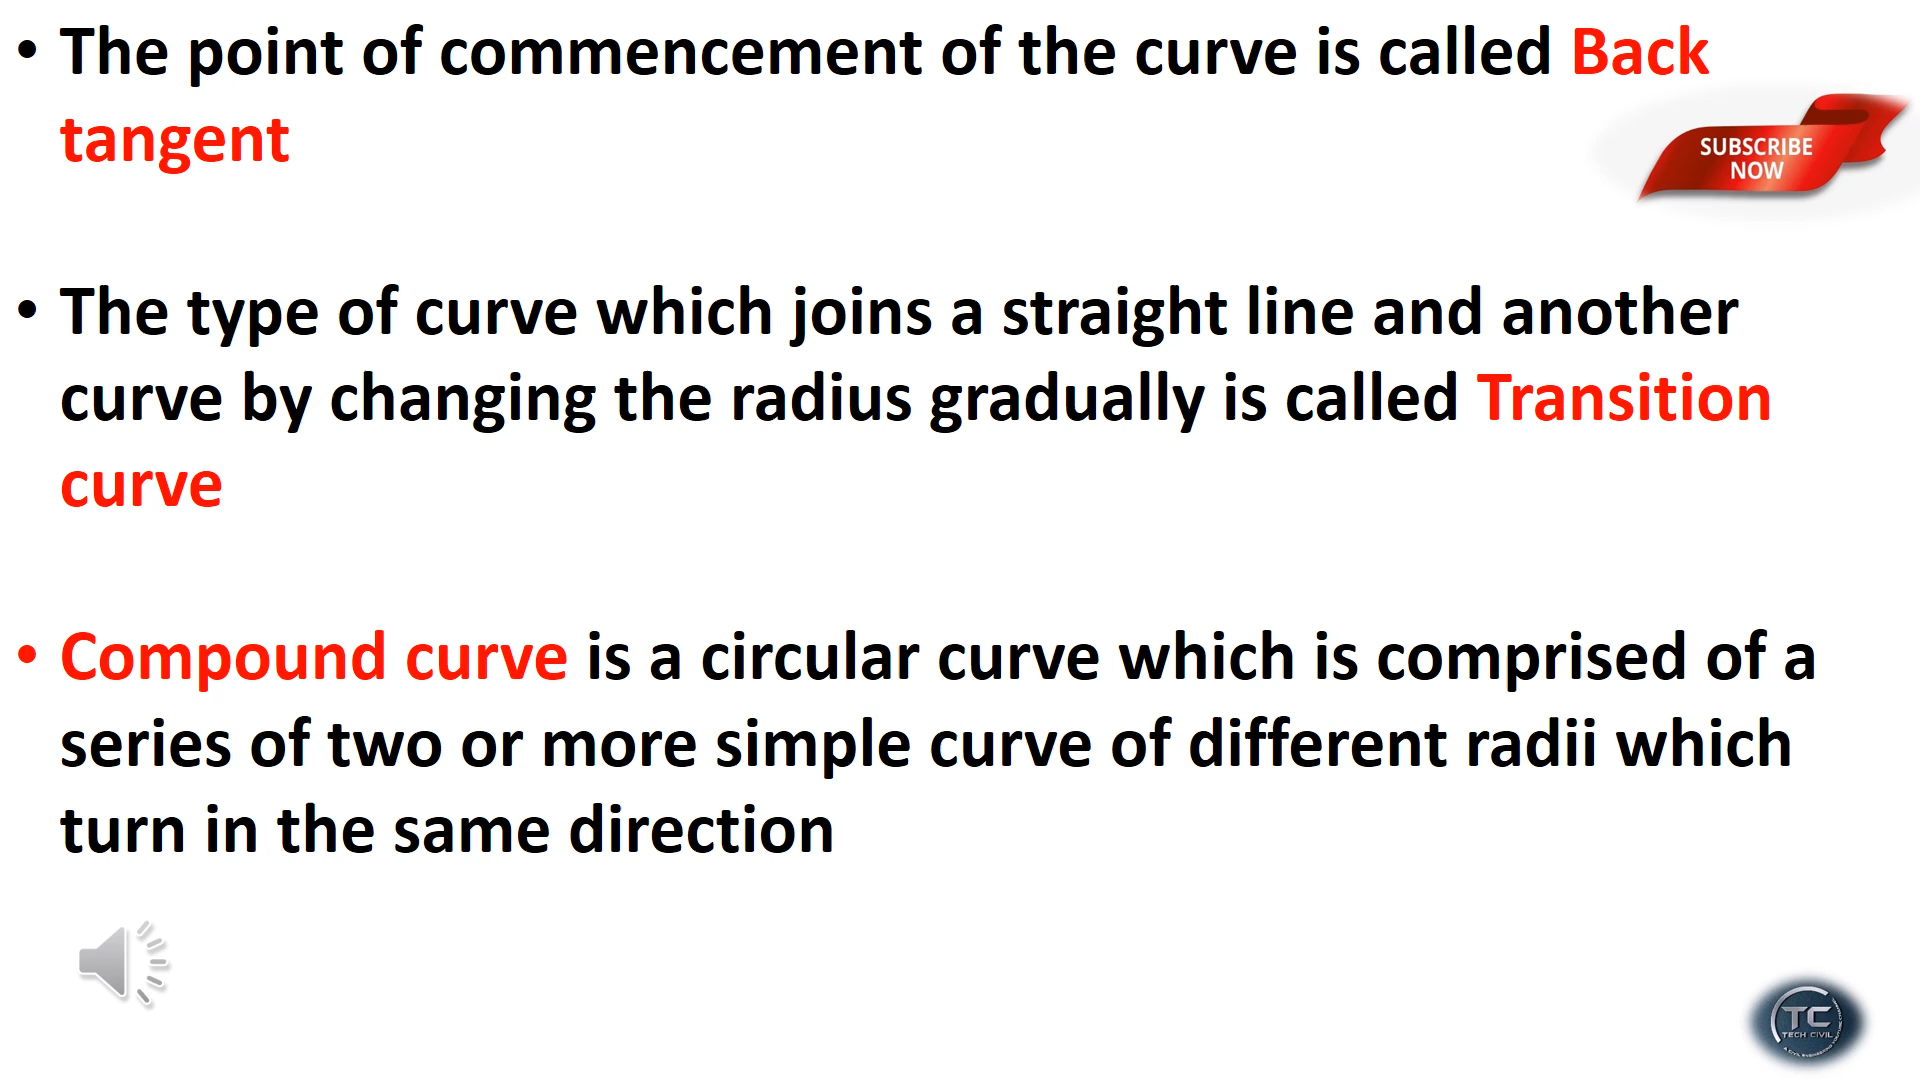 • The point of commencement of the curve is called Back
tangent
SUBSCRIBE
NOW
• The type of curve which joins a straight line and another
curve by changing the radius gradually is called Transition
curve
• Compound curve is a circular curve which is comprised of a
series of two or more simple curve of different radii which
turn in the same direction
TC
TECH CIVIL